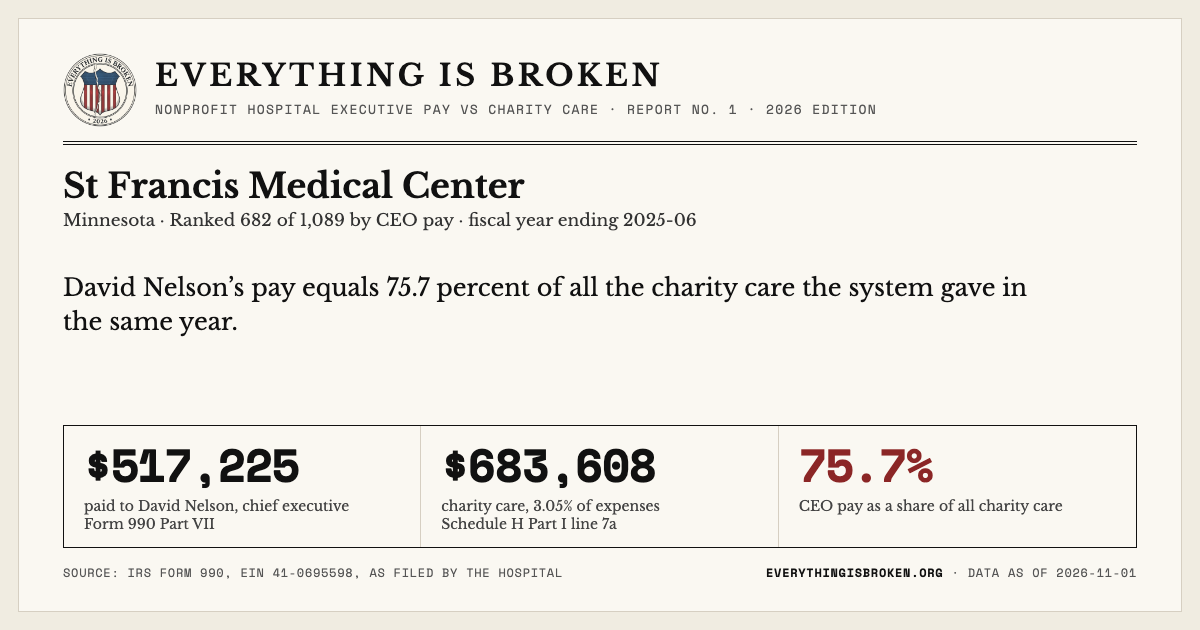 EVERYTHING IS BROKEN
2026
EVERYTHING IS BROKEN
NONPROFIT HOSPITAL EXECUTIVE PAY VS CHARITY CARE · REPORT NO. 1 · 2026 EDITION
St Francis Medical Center
Minnesota · Ranked 682 of 1,089 by CEO pay · fiscal year ending 2025-06
David Nelson’s pay equals 75.7 percent of all the charity care the system gave in
the same year.
$517,225
paid to David Nelson, chief executive
Form 990 Part VII
$683,608
charity care, 3.05% of expenses
Schedule H Part I line 7a
75.7%
CEO pay as a share of all charity care
SOURCE: IRS FORM 990, EIN 41-0695598, AS FILED BY THE HOSPITAL
EVERYTHINGISBROKEN.ORG · DATA AS OF 2026-11-01